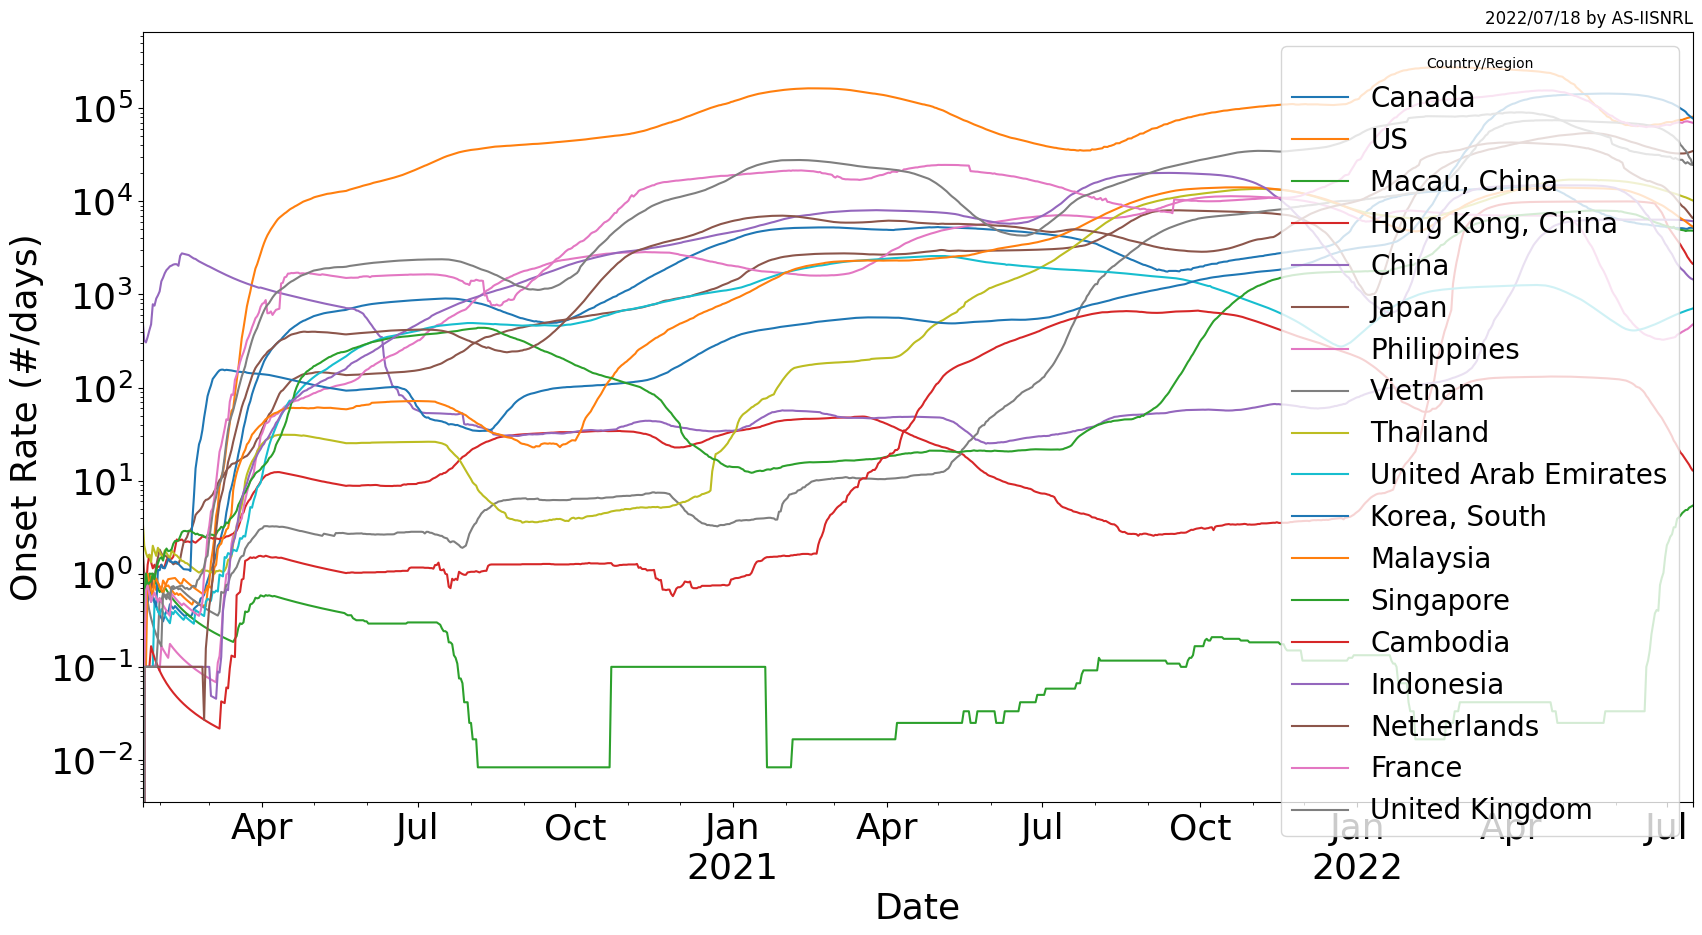 2022/07/18 by AS-IISNRL
Onset Rate (#/days)
10^5
10^4
10^3
10^2
10^1
10^0
10^−1
10^−2
Country/Region
Canada
US
Macau, China
Hong Kong, China
China
Japan
Philippines
Vietnam
Thailand
United Arab Emirates
Korea, South
Malaysia
Singapore
Cambodia
Indonesia
Netherlands
France
United Kingdom
Apr Jul Oct Jan Apr Jul Oct Jan Apr Jul
2021 2022
Date